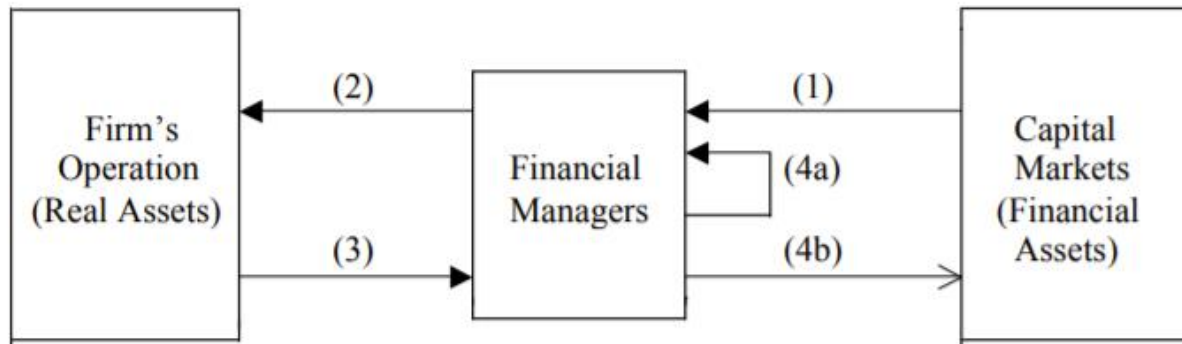 (2)
(1)
Firm’s
Operation
(Real Assets)
Financial
Managers
(4a)
Capital
Markets
(Financial
Assets)
(3)
(4b)